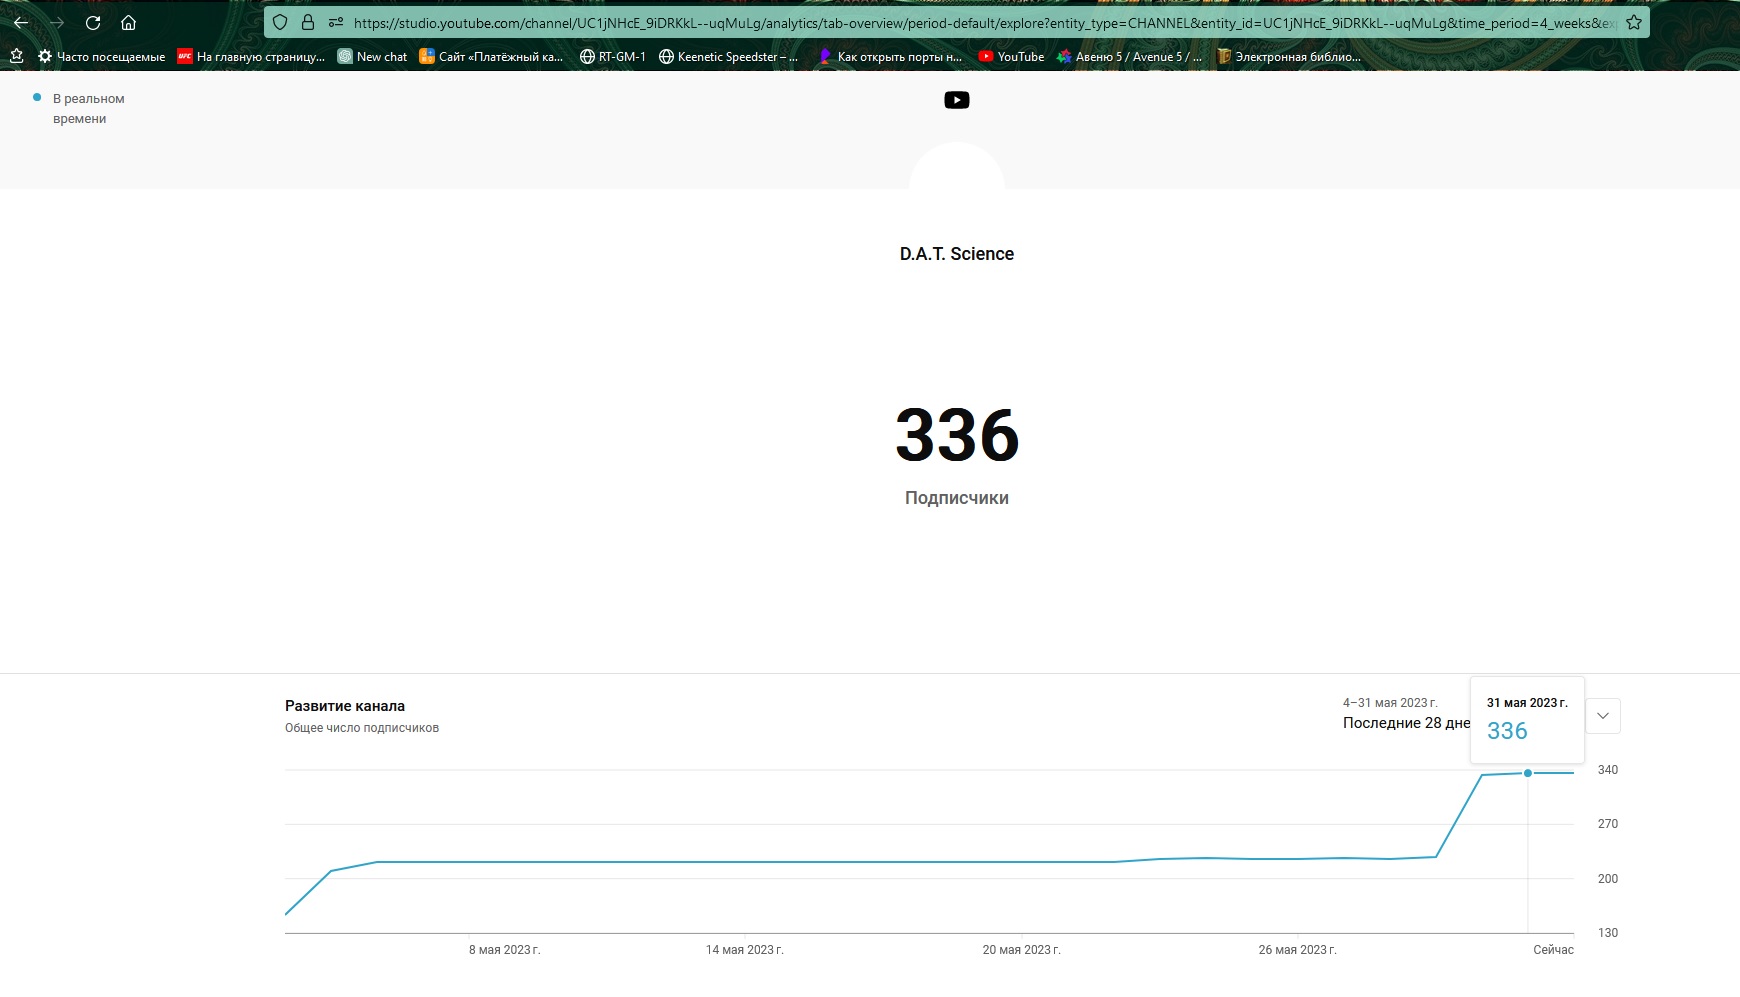 https://studio.youtube.com/channel/UC1jNHcE_9iDRKkL--uqMuLg/analytics/tab-overview/period-default/explore?entity_type=CHANNEL&entity_id=UC1jNHcE_9iDRKkL--uqMuLg&time_period=4_weeks&ex
Часто посещаемые UFC На главную страницу... New chat Сайт «Платёжный ка... RT-GM-1 Keenetic Speedster – ... Как открыть порты н... YouTube Авеню 5 / Avenue 5 / ... Электронная библио...
В реальном
времени
D.A.T. Science
336
Подписчики
Развитие канала
Общее число подписчиков
4–31 мая 2023 г.
Последние 28 дне
31 мая 2023 г.
336
340
270
200
130
8 мая 2023 г. 14 мая 2023 г. 20 мая 2023 г. 26 мая 2023 г. Сейчас